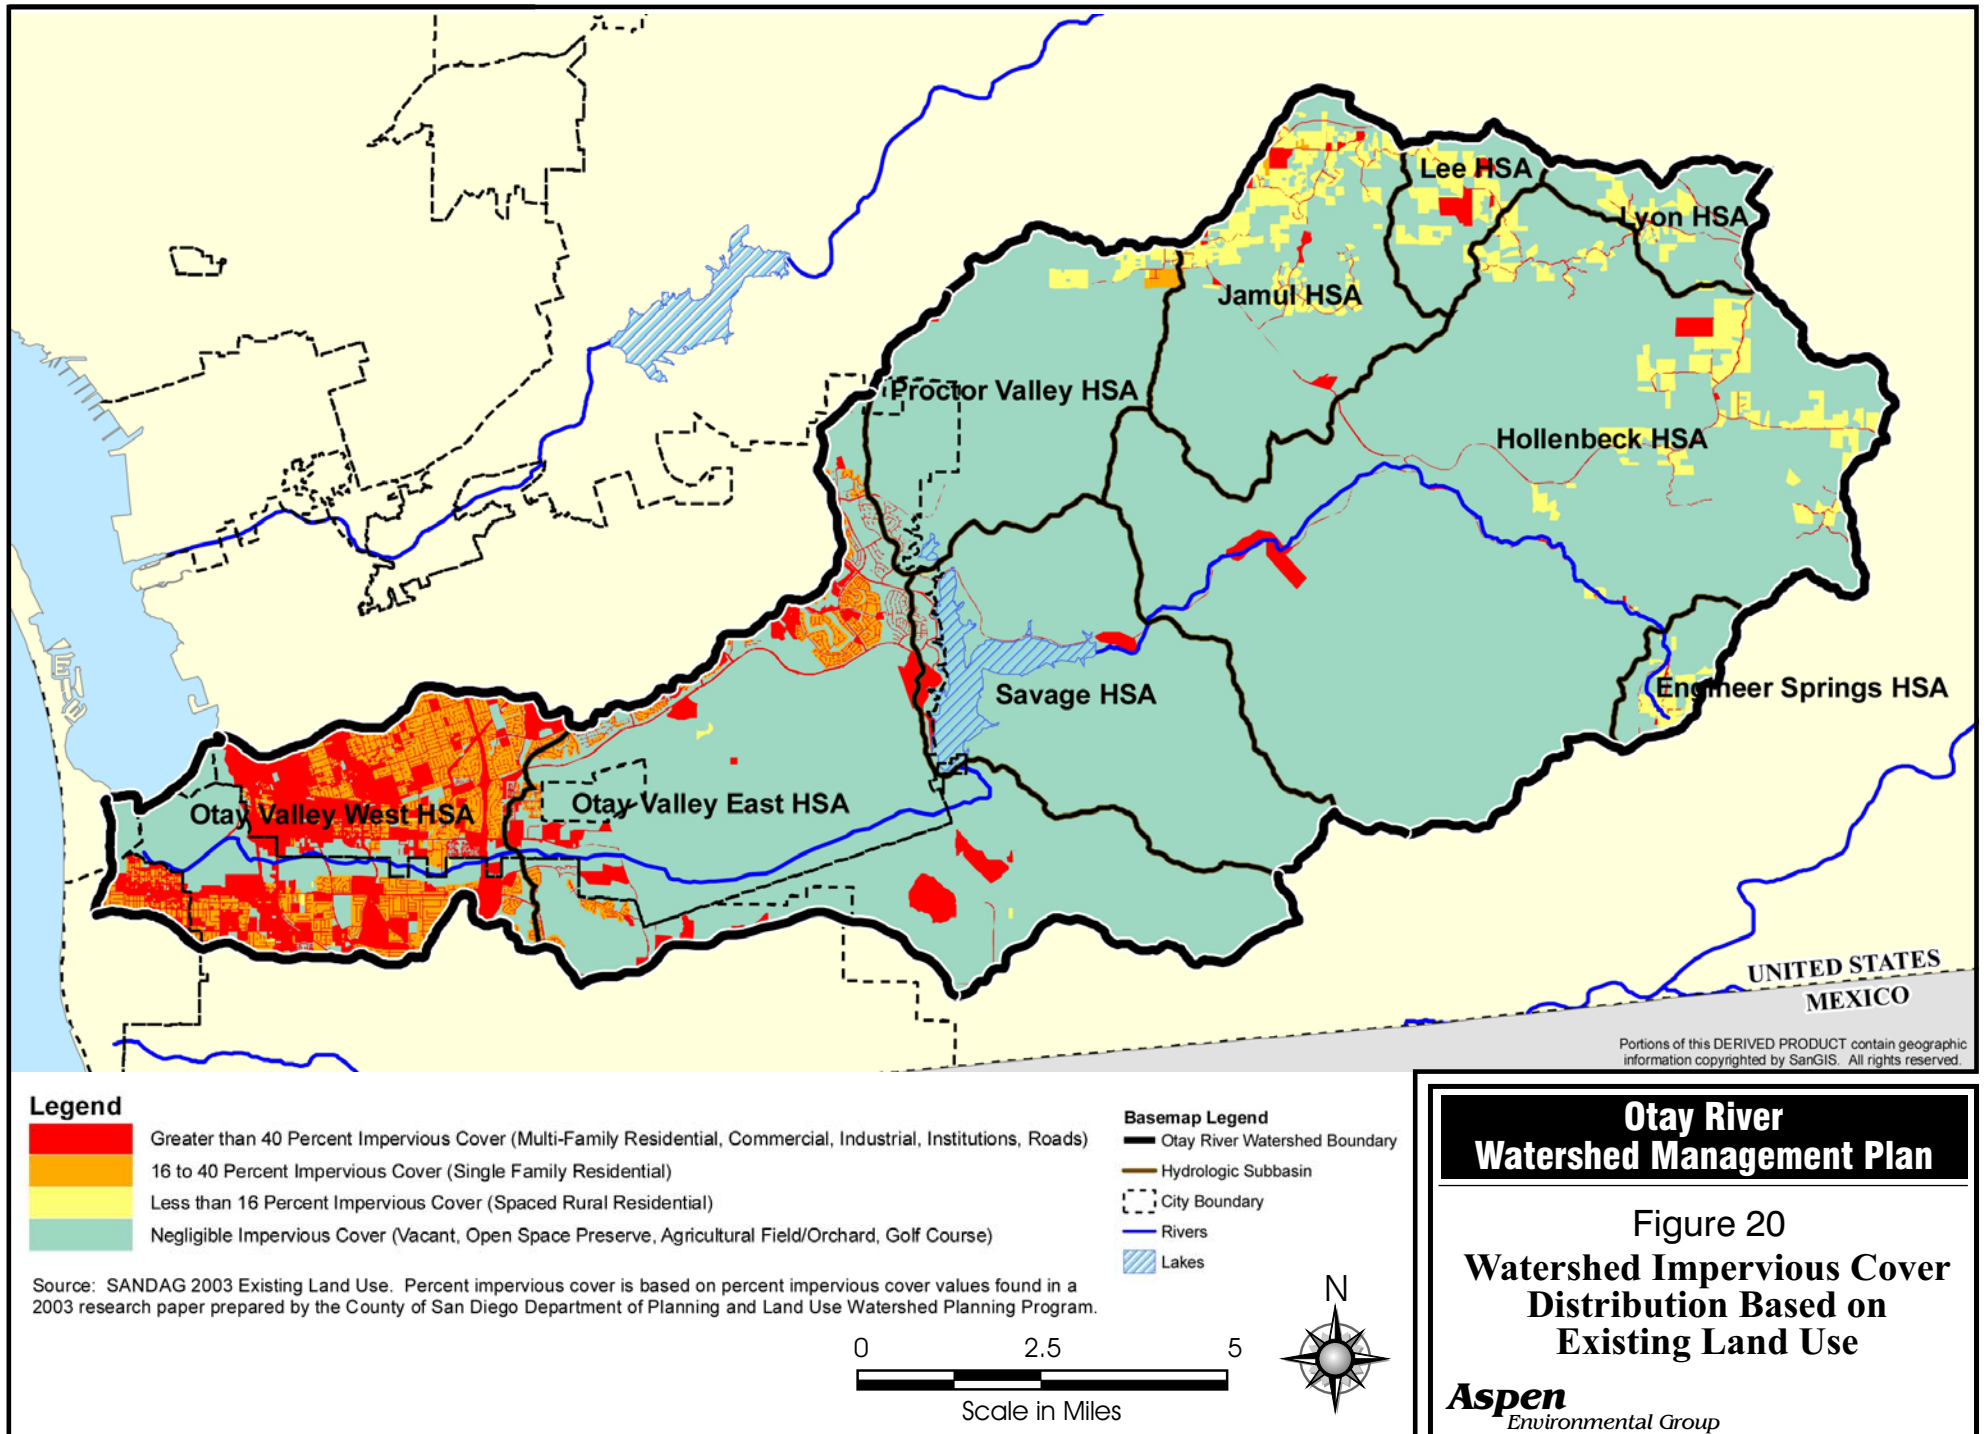 Lee HSA
Lyon HSA
Jamul HSA
Proctor Valley HSA
Hollenbeck HSA
Savage HSA
Engineer Springs HSA
Otay Valley West HSA
Otay Valley East HSA
UNITED STATES
MEXICO
Portions of this DERIVED PRODUCT contain geographic
information copyrighted by SanGIS. All rights reserved.
Legend
Greater than 40 Percent Impervious Cover (Multi-Family Residential, Commercial, Industrial, Institutions, Roads)
16 to 40 Percent Impervious Cover (Single Family Residential)
Less than 16 Percent Impervious Cover (Spaced Rural Residential)
Negligible Impervious Cover (Vacant, Open Space Preserve, Agricultural Field/Orchard, Golf Course)
Source: SANDAG 2003 Existing Land Use. Percent impervious cover is based on percent impervious cover values found in a
2003 research paper prepared by the County of San Diego Department of Planning and Land Use Watershed Planning Program.
Basemap Legend
Otay River Watershed Boundary
Hydrologic Subbasin
City Boundary
Rivers
Lakes
0 2.5 5
Scale in Miles
N
Otay River
Watershed Management Plan
Figure 20
Watershed Impervious Cover
Distribution Based on
Existing Land Use
Aspen
Environmental Group